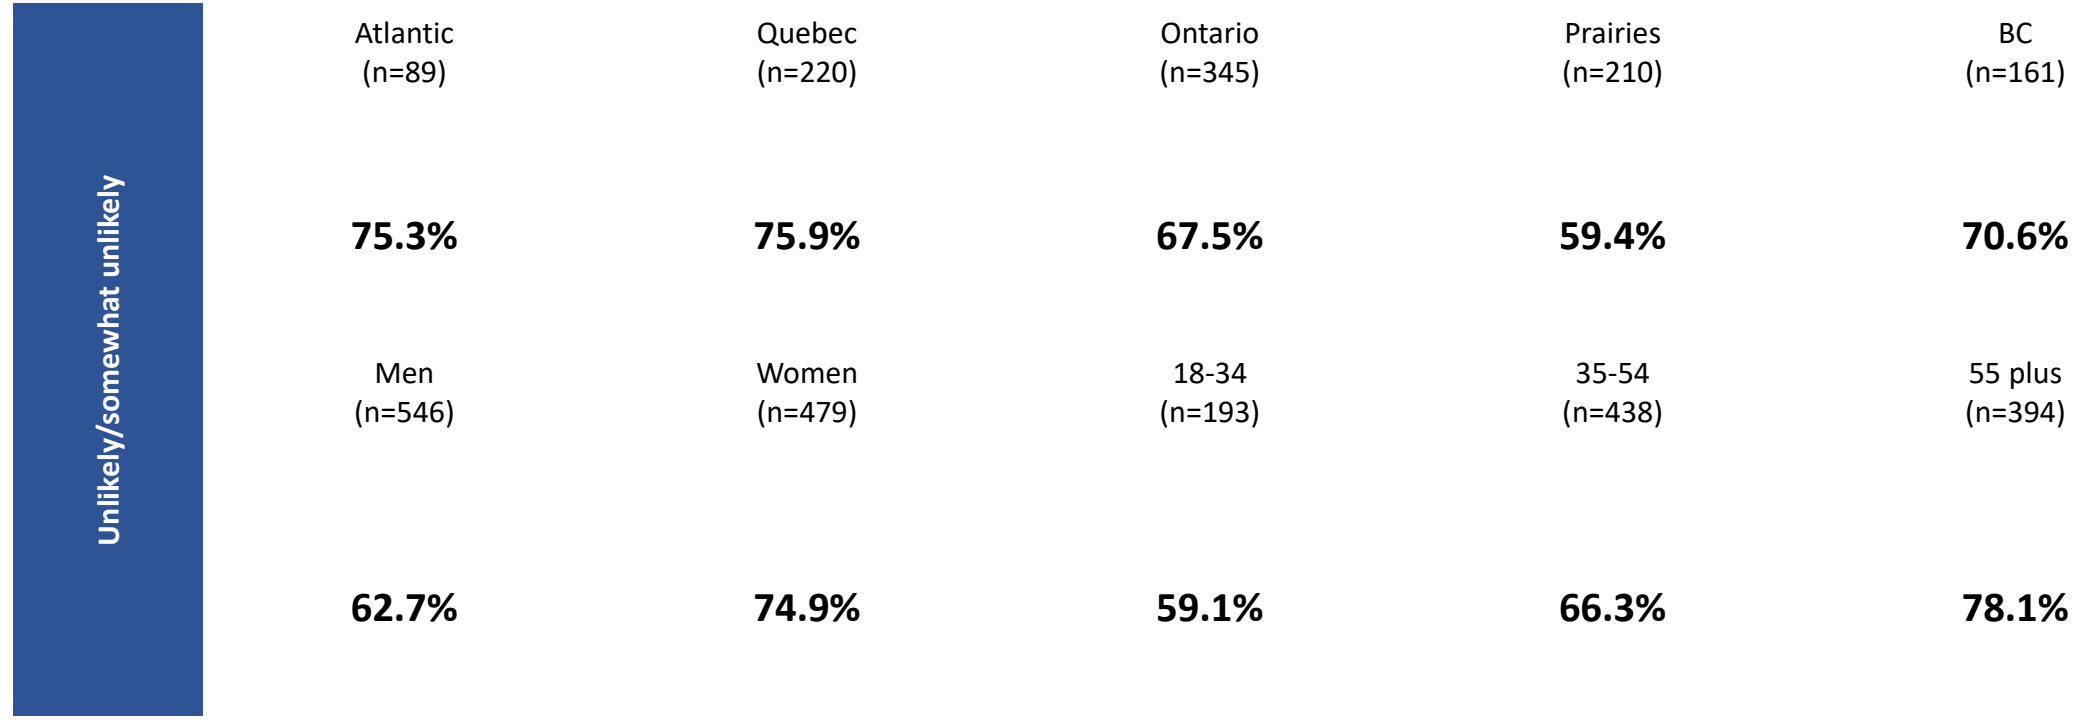 Unlikely/somewhat unlikely
Atlantic
(n=89)
Quebec
(n=220)
Ontario
(n=345)
Prairies
(n=210)
BC
(n=161)
75.3%
75.9%
67.5%
59.4%
70.6%
Men
(n=546)
Women
(n=479)
18-34
(n=193)
35-54
(n=438)
55 plus
(n=394)
62.7%
74.9%
59.1%
66.3%
78.1%